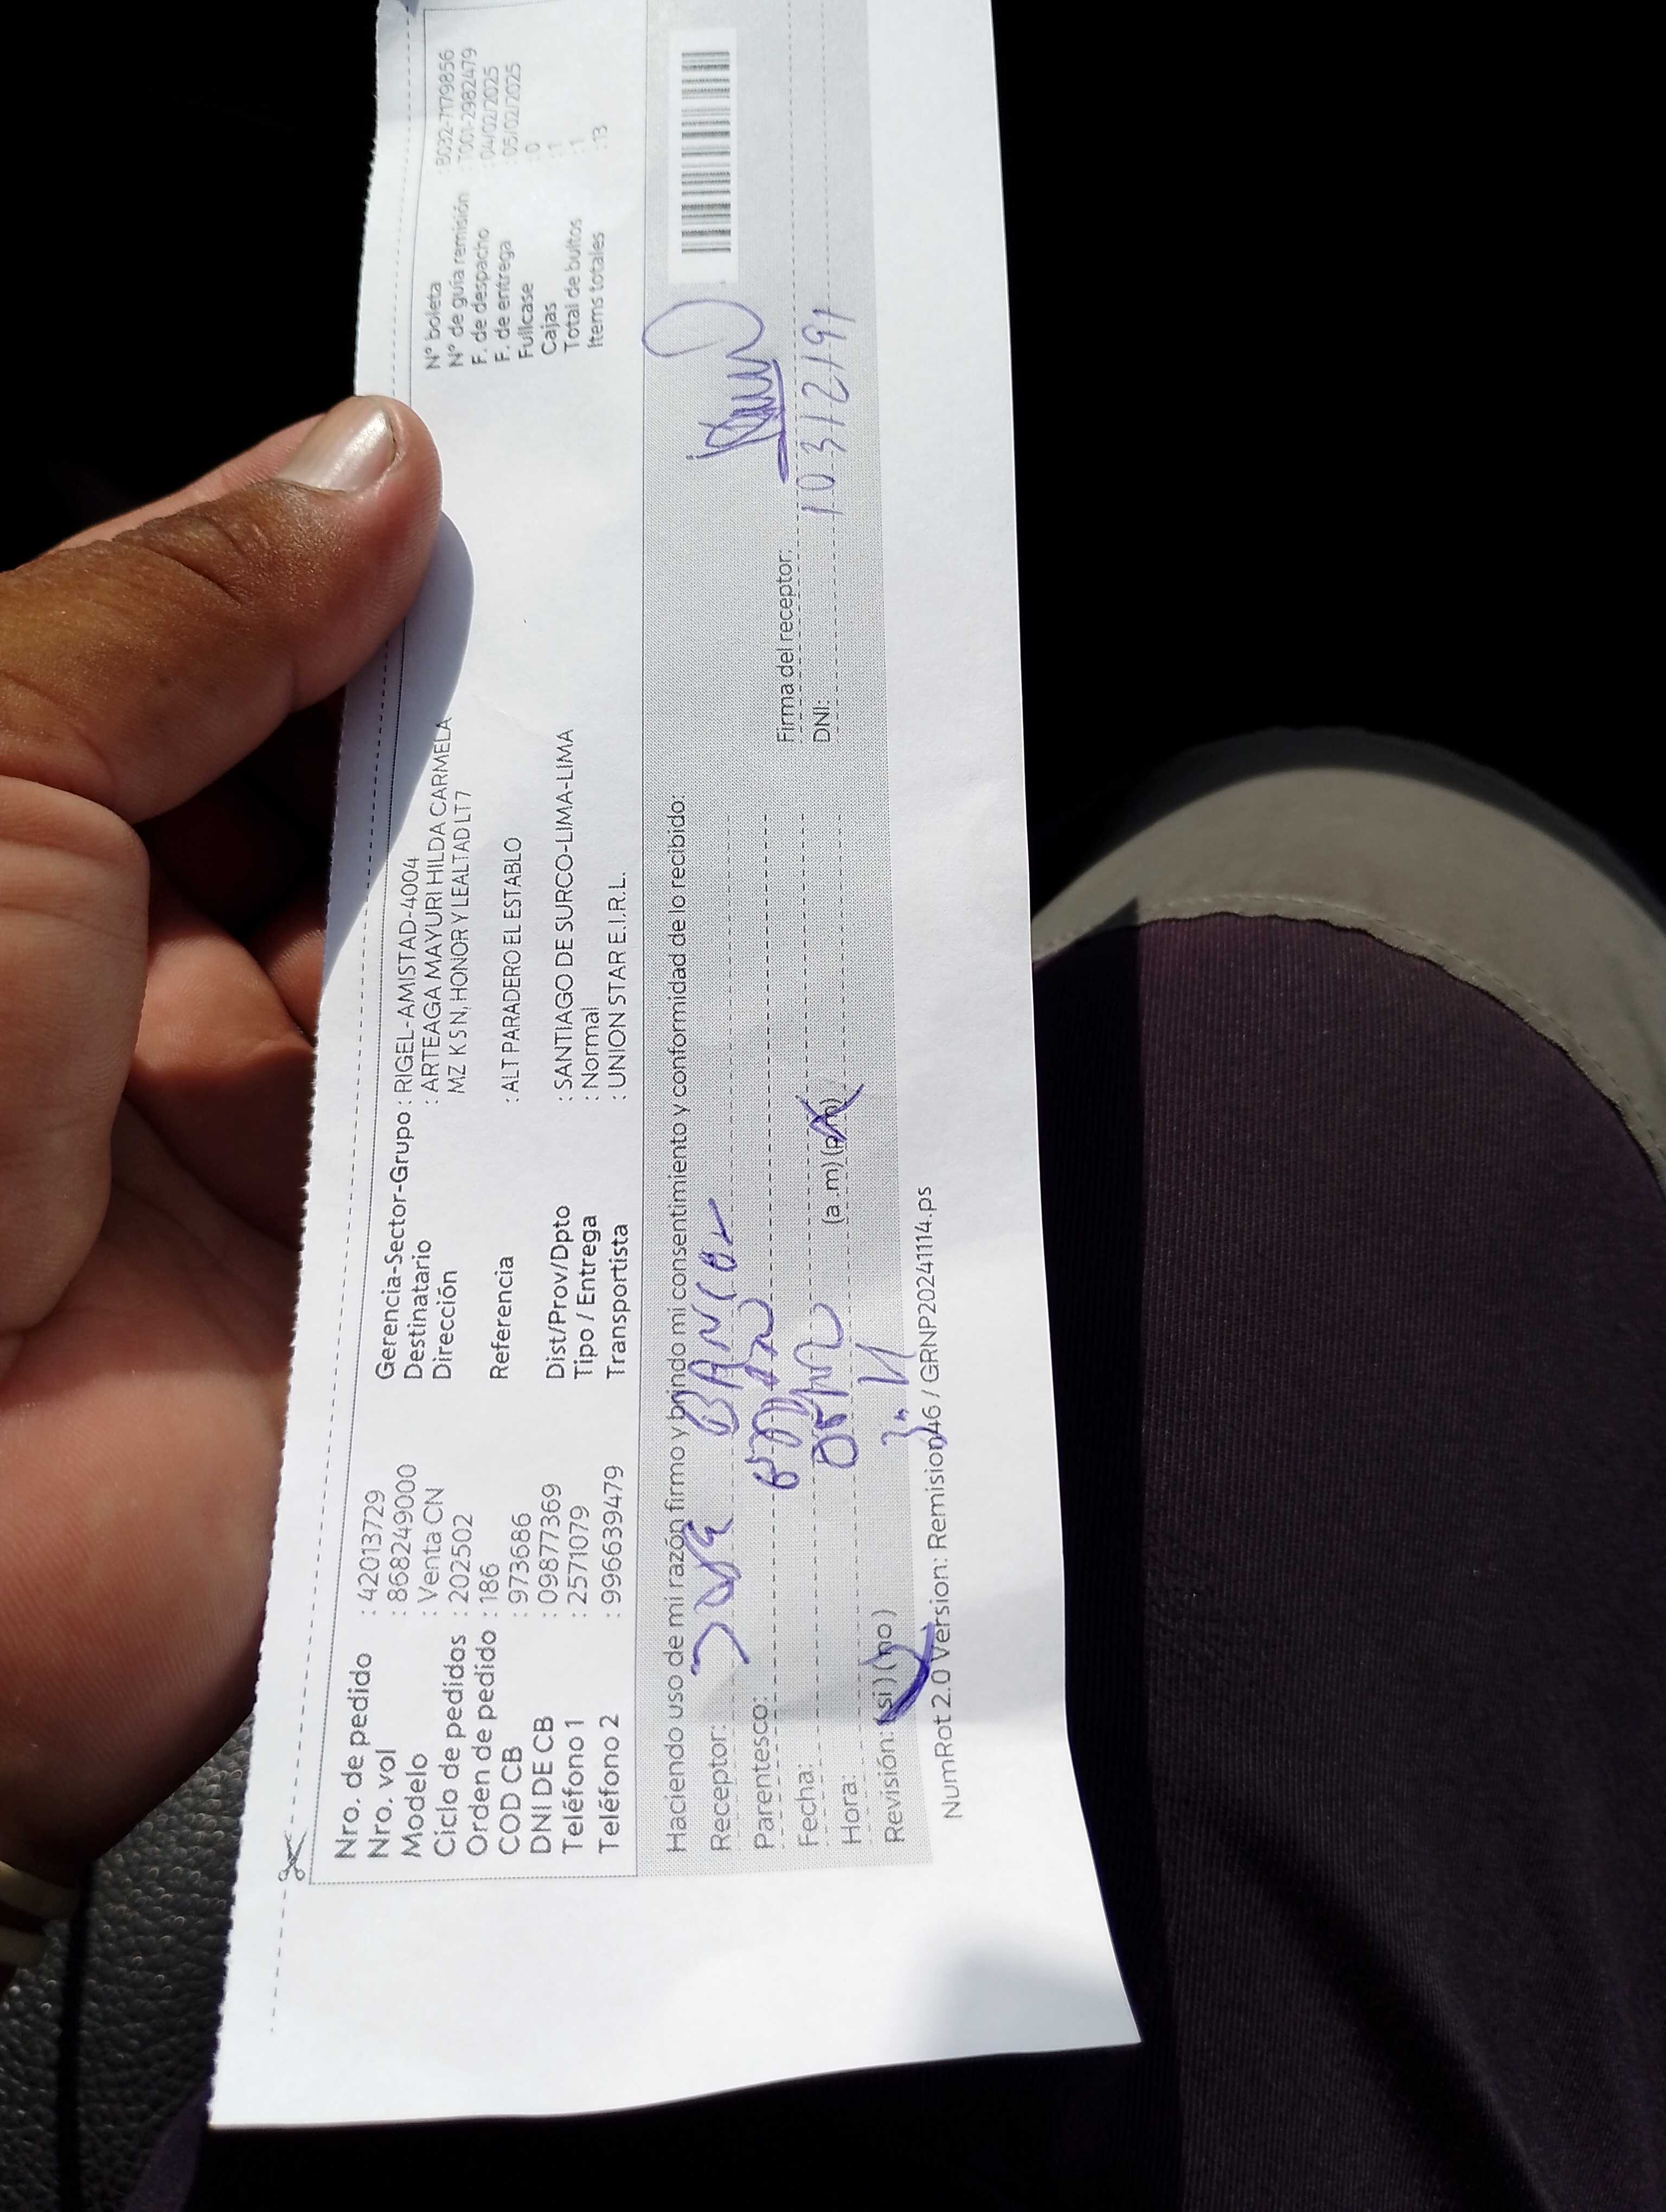 Nro. de pedido : 42013729
Nro. vol : 8682490000
Modelo : Venta CN
Ciclo de pedidos : 202502
Orden de pedido : 186
COD CB : 973686
DNI DE CB : 09877369
Teléfono 1 : 2571079
Teléfono 2 : 996639479
Gerencia-Sector-Grupo : RIGEL-AMISTAD-4004
Destinatario : ARTEAGA MAYURI HILDA CARMELA
Dirección MZ K S N, HONOR Y LEALTAD LT 7
Referencia : ALT PARADERO EL ESTABLO
Dist/Prov/Dpto : SANTIAGO DE SURCO-LIMA-LIMA
Tipo / Entrega : Normal
Transportista : UNION STAR E.I.R.L.
N° boleta : B032-7179856
N° de guía remisión : T001-2982479
F. de despacho : 04/02/2025
F. de entrega : 05/02/2025
Fullcase : 0
Cajas : 1
Total de bultos : 1
Items totales : 13
Haciendo uso de mi razón firmo y brindo mi consentimiento y conformidad de lo recibido:
Receptor: Jose
Parentesco:
Fecha:
Hora: (a.m) (p.m)
Revisión: (si) (no)
Firma del receptor:
DNI: 10312191
NumRot 2.0 Version: Remision46 / GRNP20241114.ps